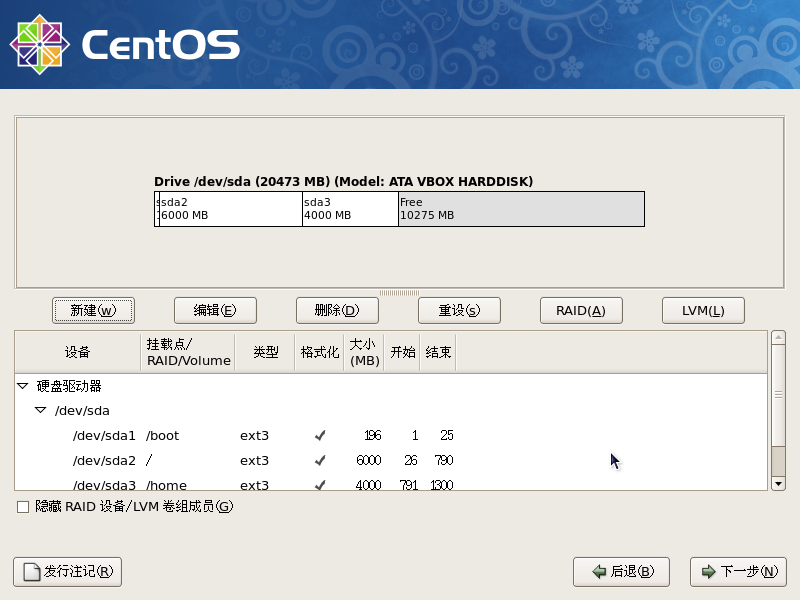 CentOS
Drive /dev/sda (20473 MB) (Model: ATA VBOX HARDDISK)
sda2 sda3 Free
6000 MB 4000 MB 10275 MB
新建(w) 编辑(E) 删除(D) 重设(s) RAID(A) LVM(L)
设备 挂载点/ RAID/Volume 类型 格式化 大小 (MB) 开始 结束
硬盘驱动器
/dev/sda
/dev/sda1 /boot ext3 196 1 25
/dev/sda2 / ext3 6000 26 790
/dev/sda3 /home ext3 4000 791 1300
隐藏 RAID 设备/LVM 卷组成员(G)
发行注记(R) 后退(B) 下一步(N)